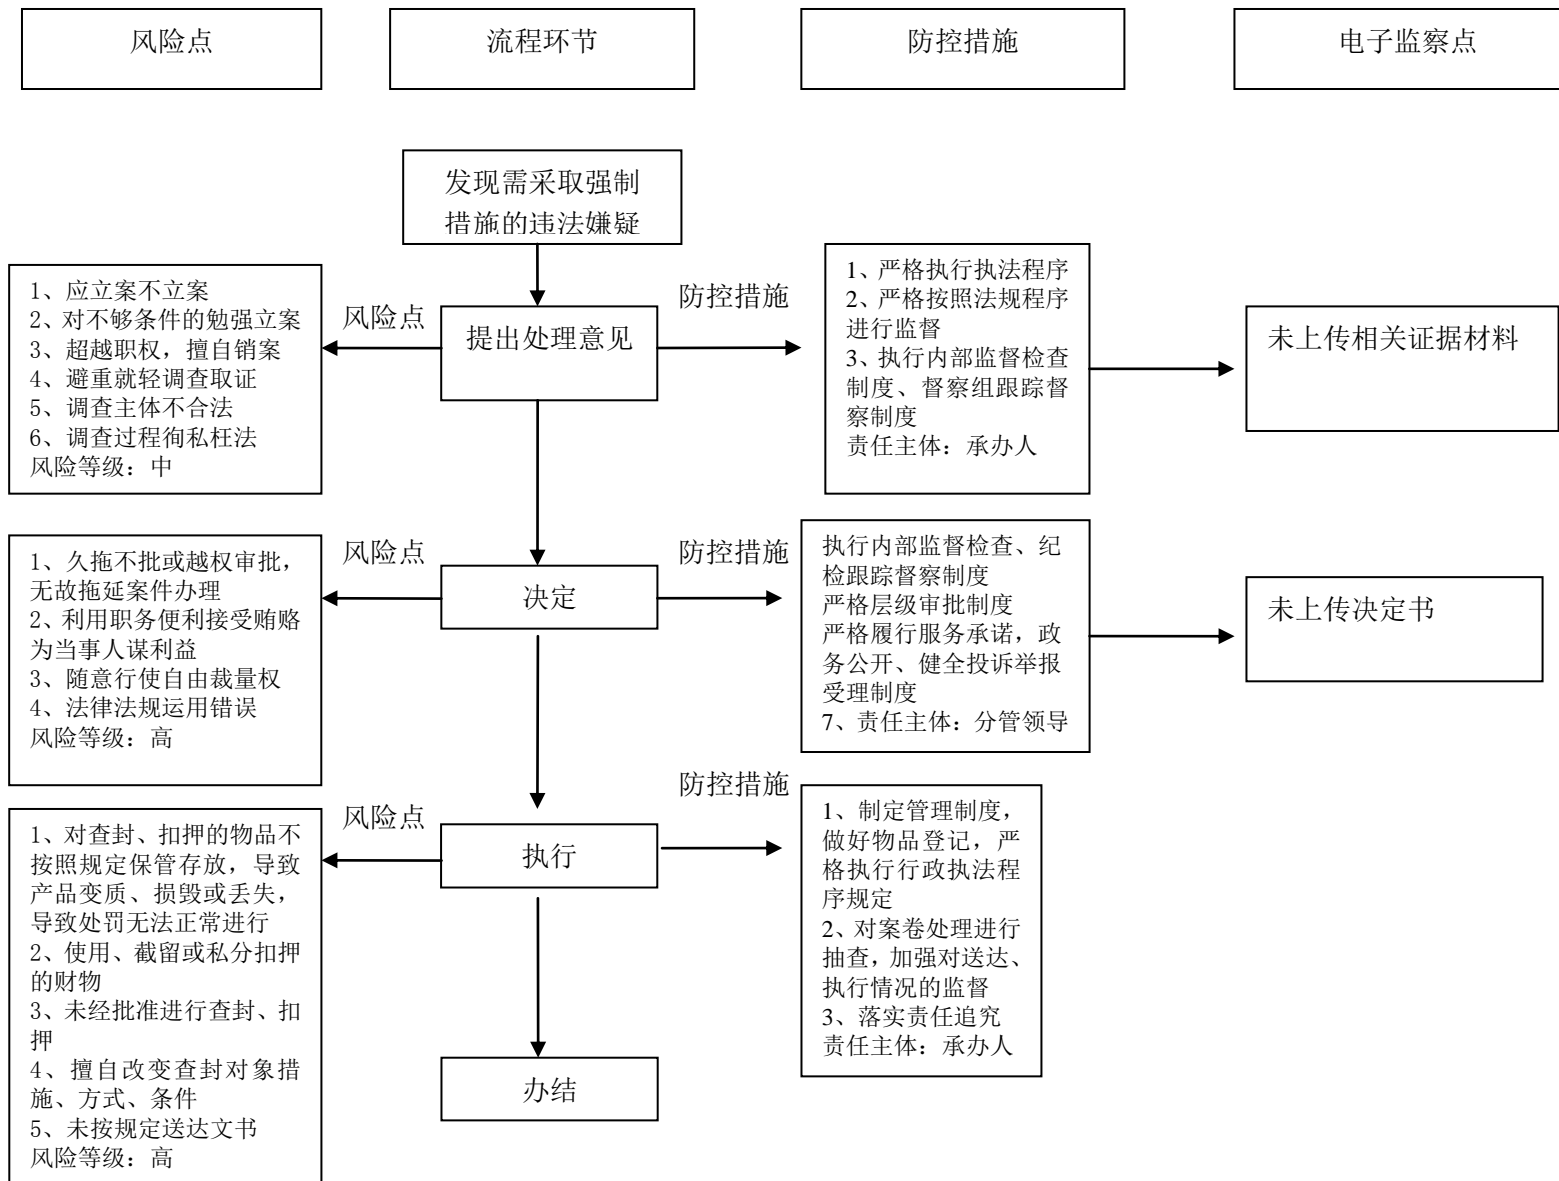 风险点
流程环节
防控措施
电子监察点
发现需采取强制
措施的违法嫌疑
1、应立案不立案
2、对不够条件的勉强立案
3、超越职权，擅自销案
4、避重就轻调查取证
5、调查主体不合法
6、调查过程徇私枉法
风险等级：中
风险点
提出处理意见
防控措施
1、严格执行执法程序
2、严格按照法规程序
进行监督
3、执行内部监督检查
制度、督察组跟踪督
察制度
责任主体：承办人
未上传相关证据材料
1、久拖不批或越权审批，
无故拖延案件办理
2、利用职务便利接受贿赂
为当事人谋利益
3、随意行使自由裁量权
4、法律法规运用错误
风险等级：高
风险点
决定
防控措施
执行内部监督检查、纪
检跟踪督察制度
严格层级审批制度
严格履行服务承诺，政
务公开、健全投诉举报
受理制度
7、责任主体：分管领导
未上传决定书
1、对查封、扣押的物品不
按照规定保管存放，导致
产品变质、损毁或丢失，
导致处罚无法正常进行
2、使用、截留或私分扣押
的财物
3、未经批准进行查封、扣
押
4、擅自改变查封对象措
施、方式、条件
5、未按规定送达文书
风险等级：高
风险点
执行
防控措施
1、制定管理制度，
做好物品登记，严
格执行行政执法程
序规定
2、对案卷处理进行
抽查，加强对送达、
执行情况的监督
3、落实责任追究
责任主体：承办人
办结